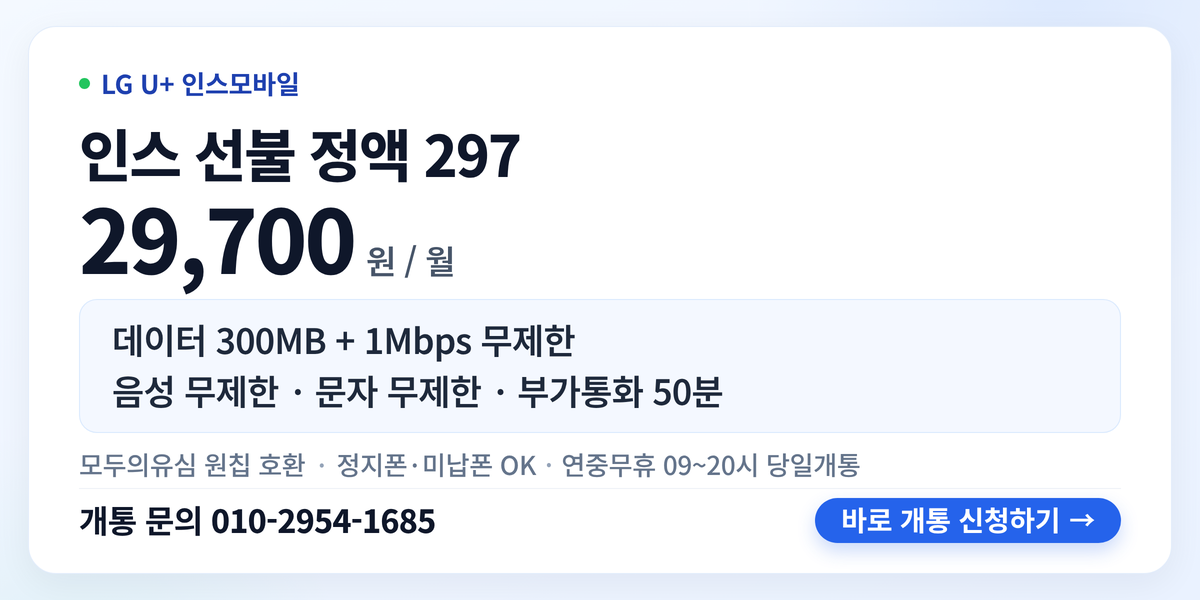 LG U+ 인스모바일
인스 선불 정액 297
29,700 원 / 월
데이터 300MB + 1Mbps 무제한
음성 무제한 · 문자 무제한 · 부가통화 50분
모두의유심 원칩 호환 · 정지폰·미납폰 OK · 연중무휴 09~20시 당일개통
개통 문의 010-2954-1685
바로 개통 신청하기 →